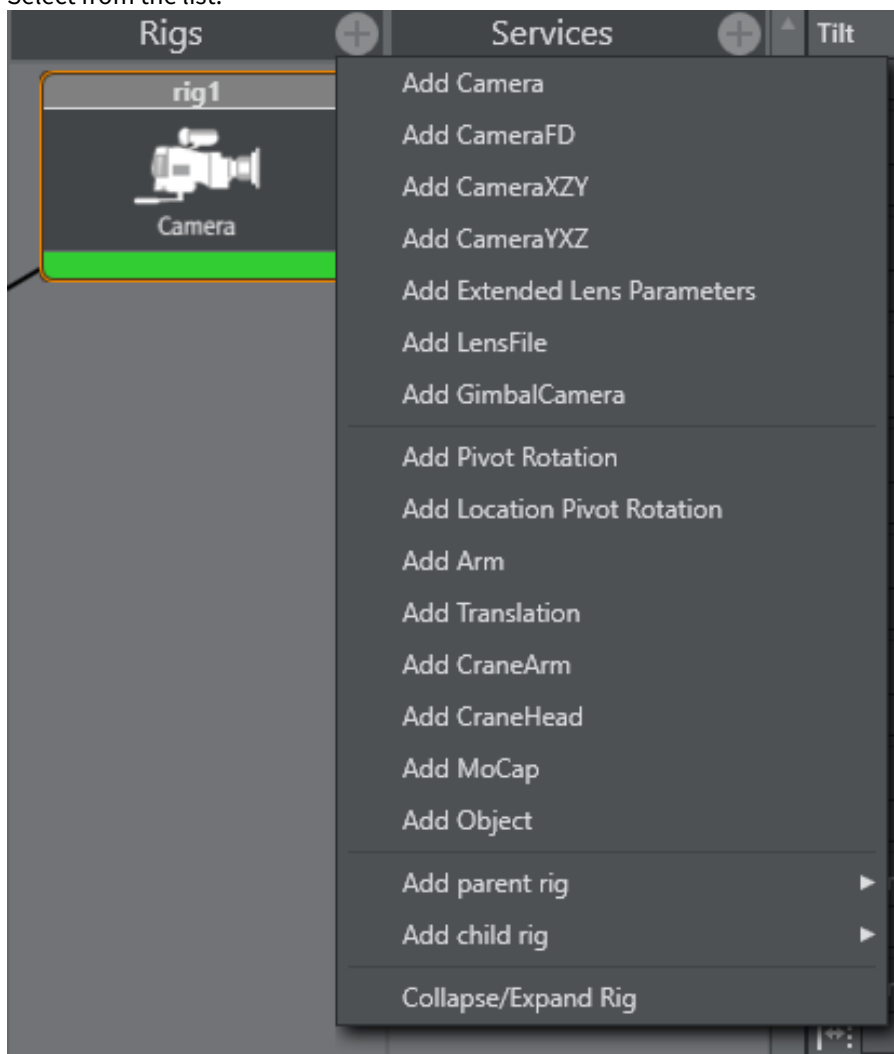 Select from the list.
Rigs
Services
Tilt
rig1
Camera
Add Camera
Add CameraFD
Add CameraXZY
Add CameraYXZ
Add Extended Lens Parameters
Add LensFile
Add GimbalCamera
Add Pivot Rotation
Add Location Pivot Rotation
Add Arm
Add Translation
Add CraneArm
Add CraneHead
Add MoCap
Add Object
Add parent rig
Add child rig
Collapse/Expand Rig